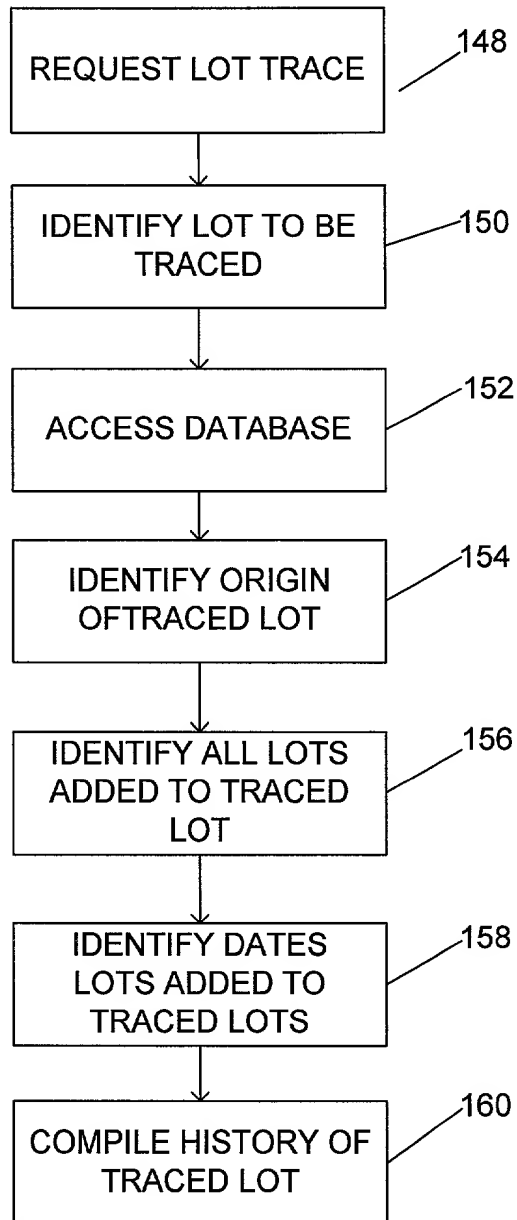 REQUEST LOT TRACE
148
IDENTIFY LOT TO BE
TRACED
150
ACCESS DATABASE
152
IDENTIFY ORIGIN
OFTRACED LOT
154
IDENTIFY ALL LOTS
ADDED TO TRACED
LOT
156
IDENTIFY DATES
LOTS ADDED TO
TRACED LOTS
158
COMPILE HISTORY OF
TRACED LOT
160